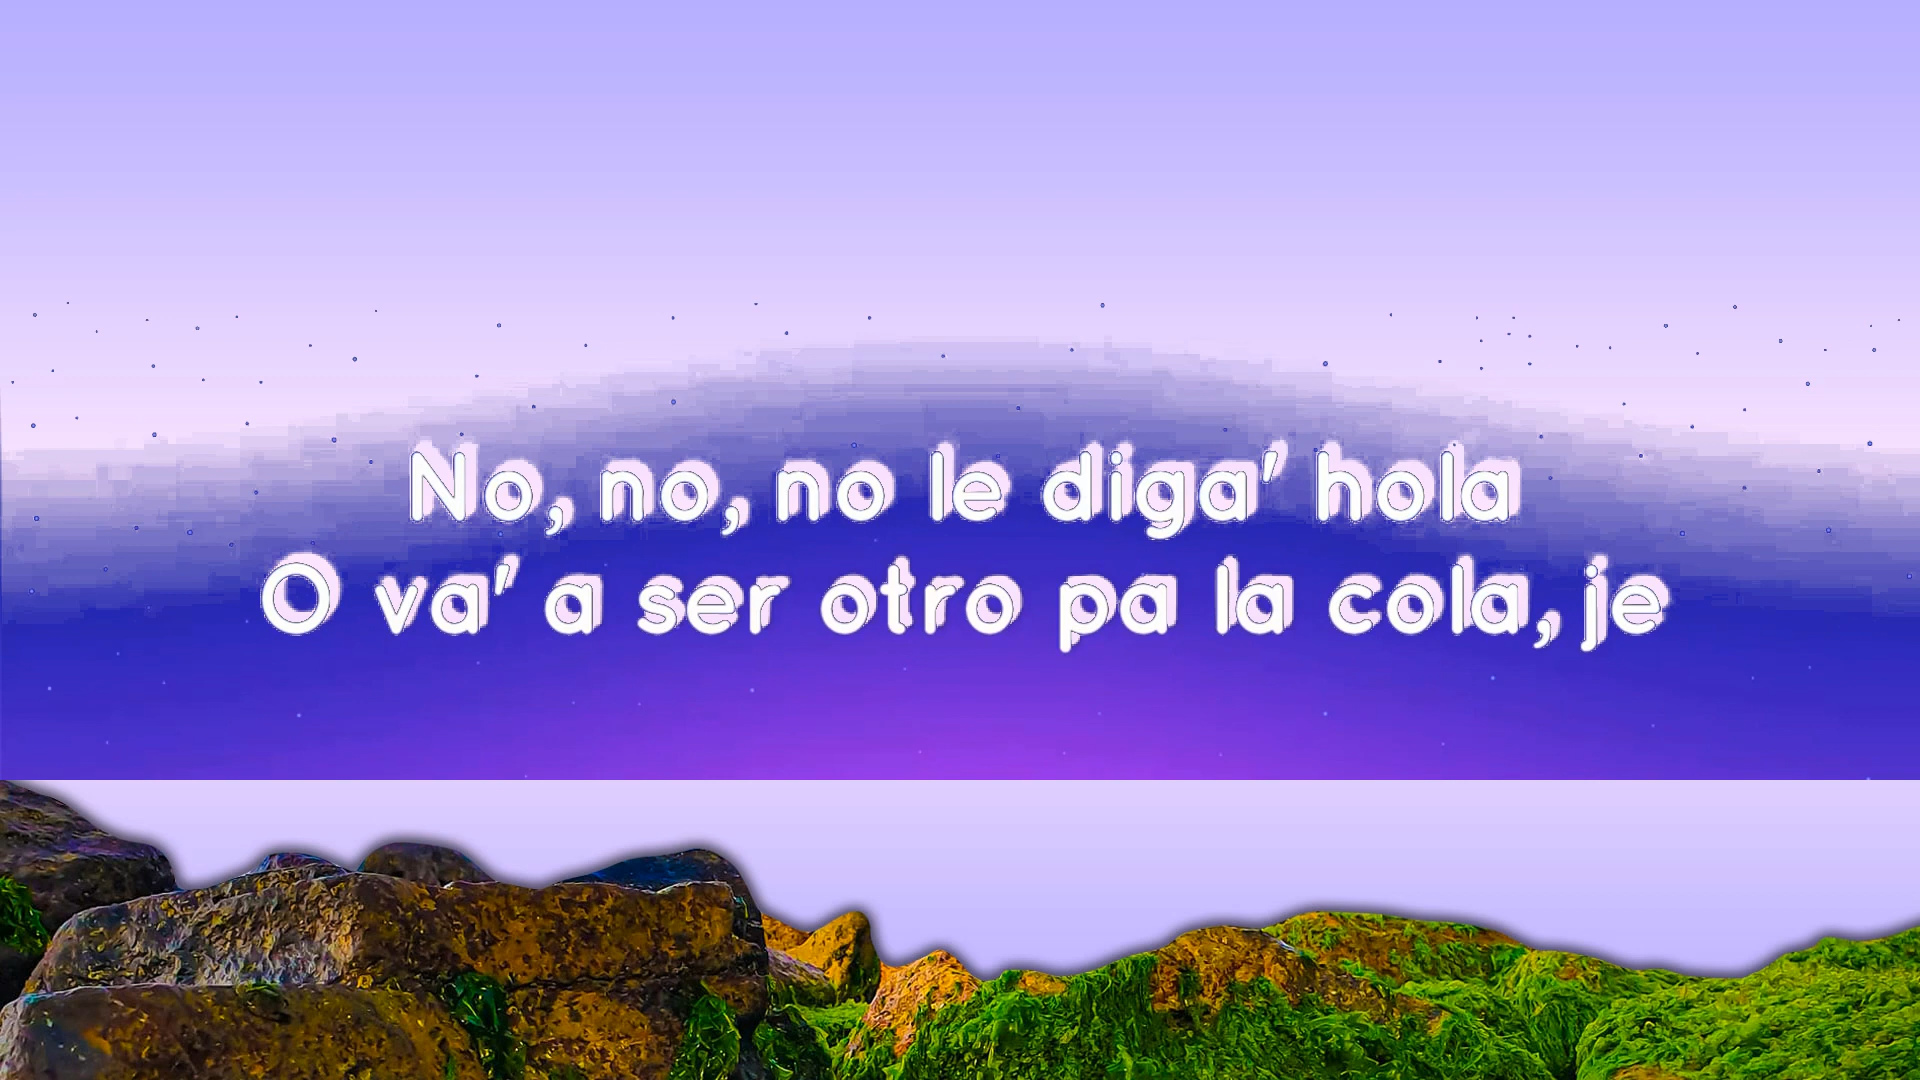 No, no, no le diga' hola
O va' a ser otro pa la cola, je